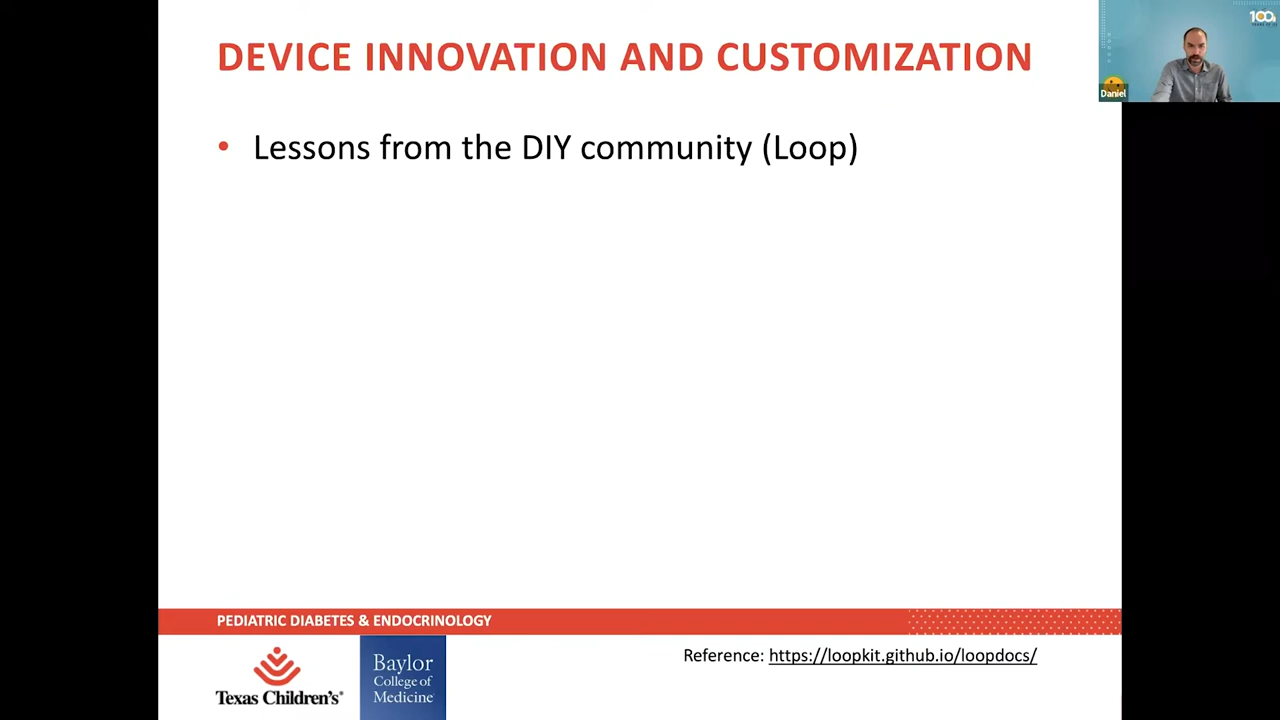 DEVICE INNOVATION AND CUSTOMIZATION
• Lessons from the DIY community (Loop)
PEDIATRIC DIABETES & ENDOCRINOLOGY
Texas Children's®
Baylor
College of
Medicine
Reference: https://loopkit.github.io/loopdocs/
100
Daniel